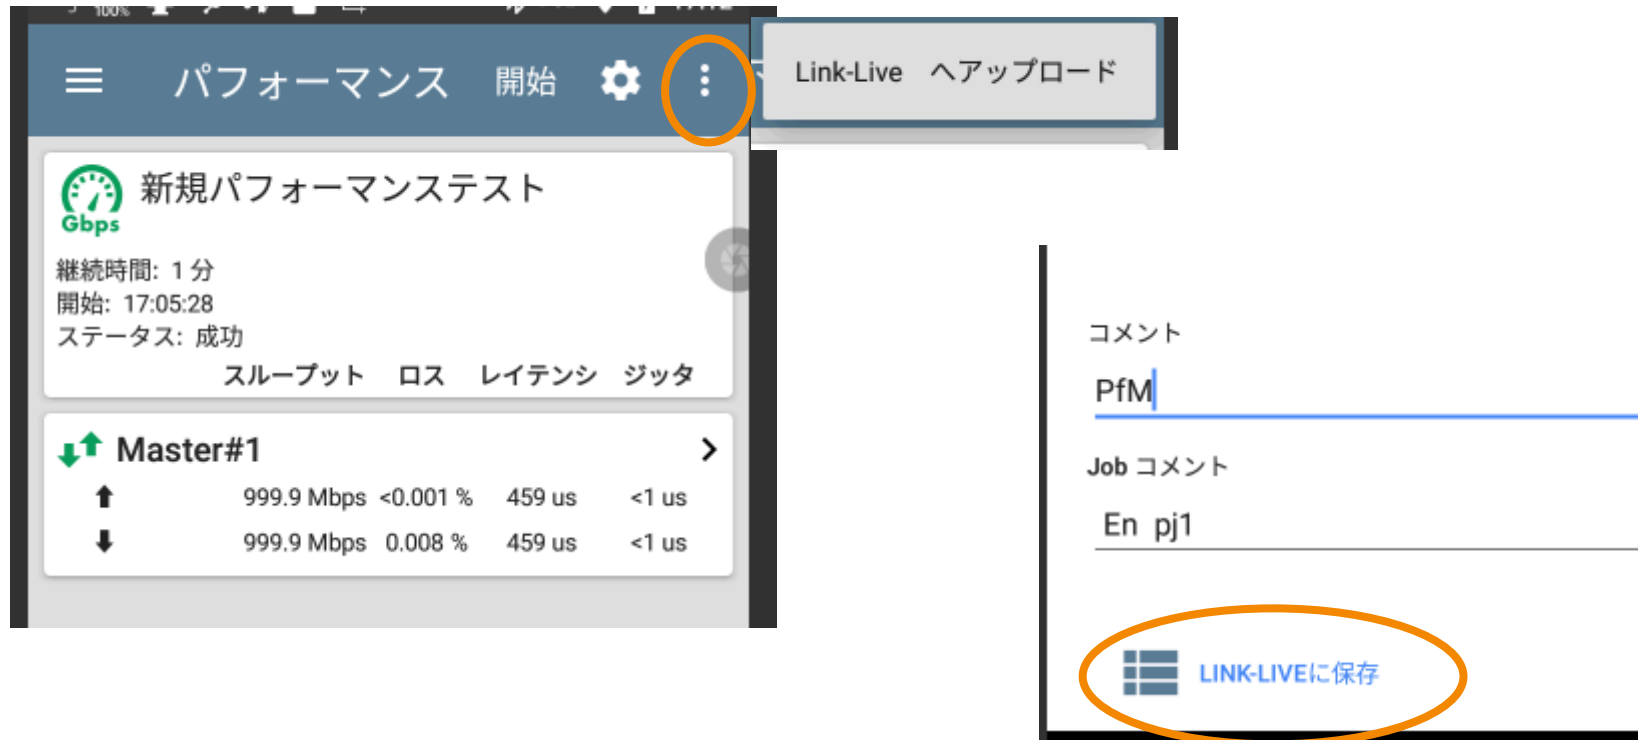 100%
パフォーマンス 開始
新規パフォーマンステスト
Gbps
継続時間: 1 分
開始: 17:05:28
ステータス: 成功
スループット ロス レイテンシ ジッタ
Master#1
999.9 Mbps <0.001 % 459 us <1 us
999.9 Mbps 0.008 % 459 us <1 us
Link-Live へアップロード
コメント
PfM
Job コメント
En pj1
LINK-LIVEに保存